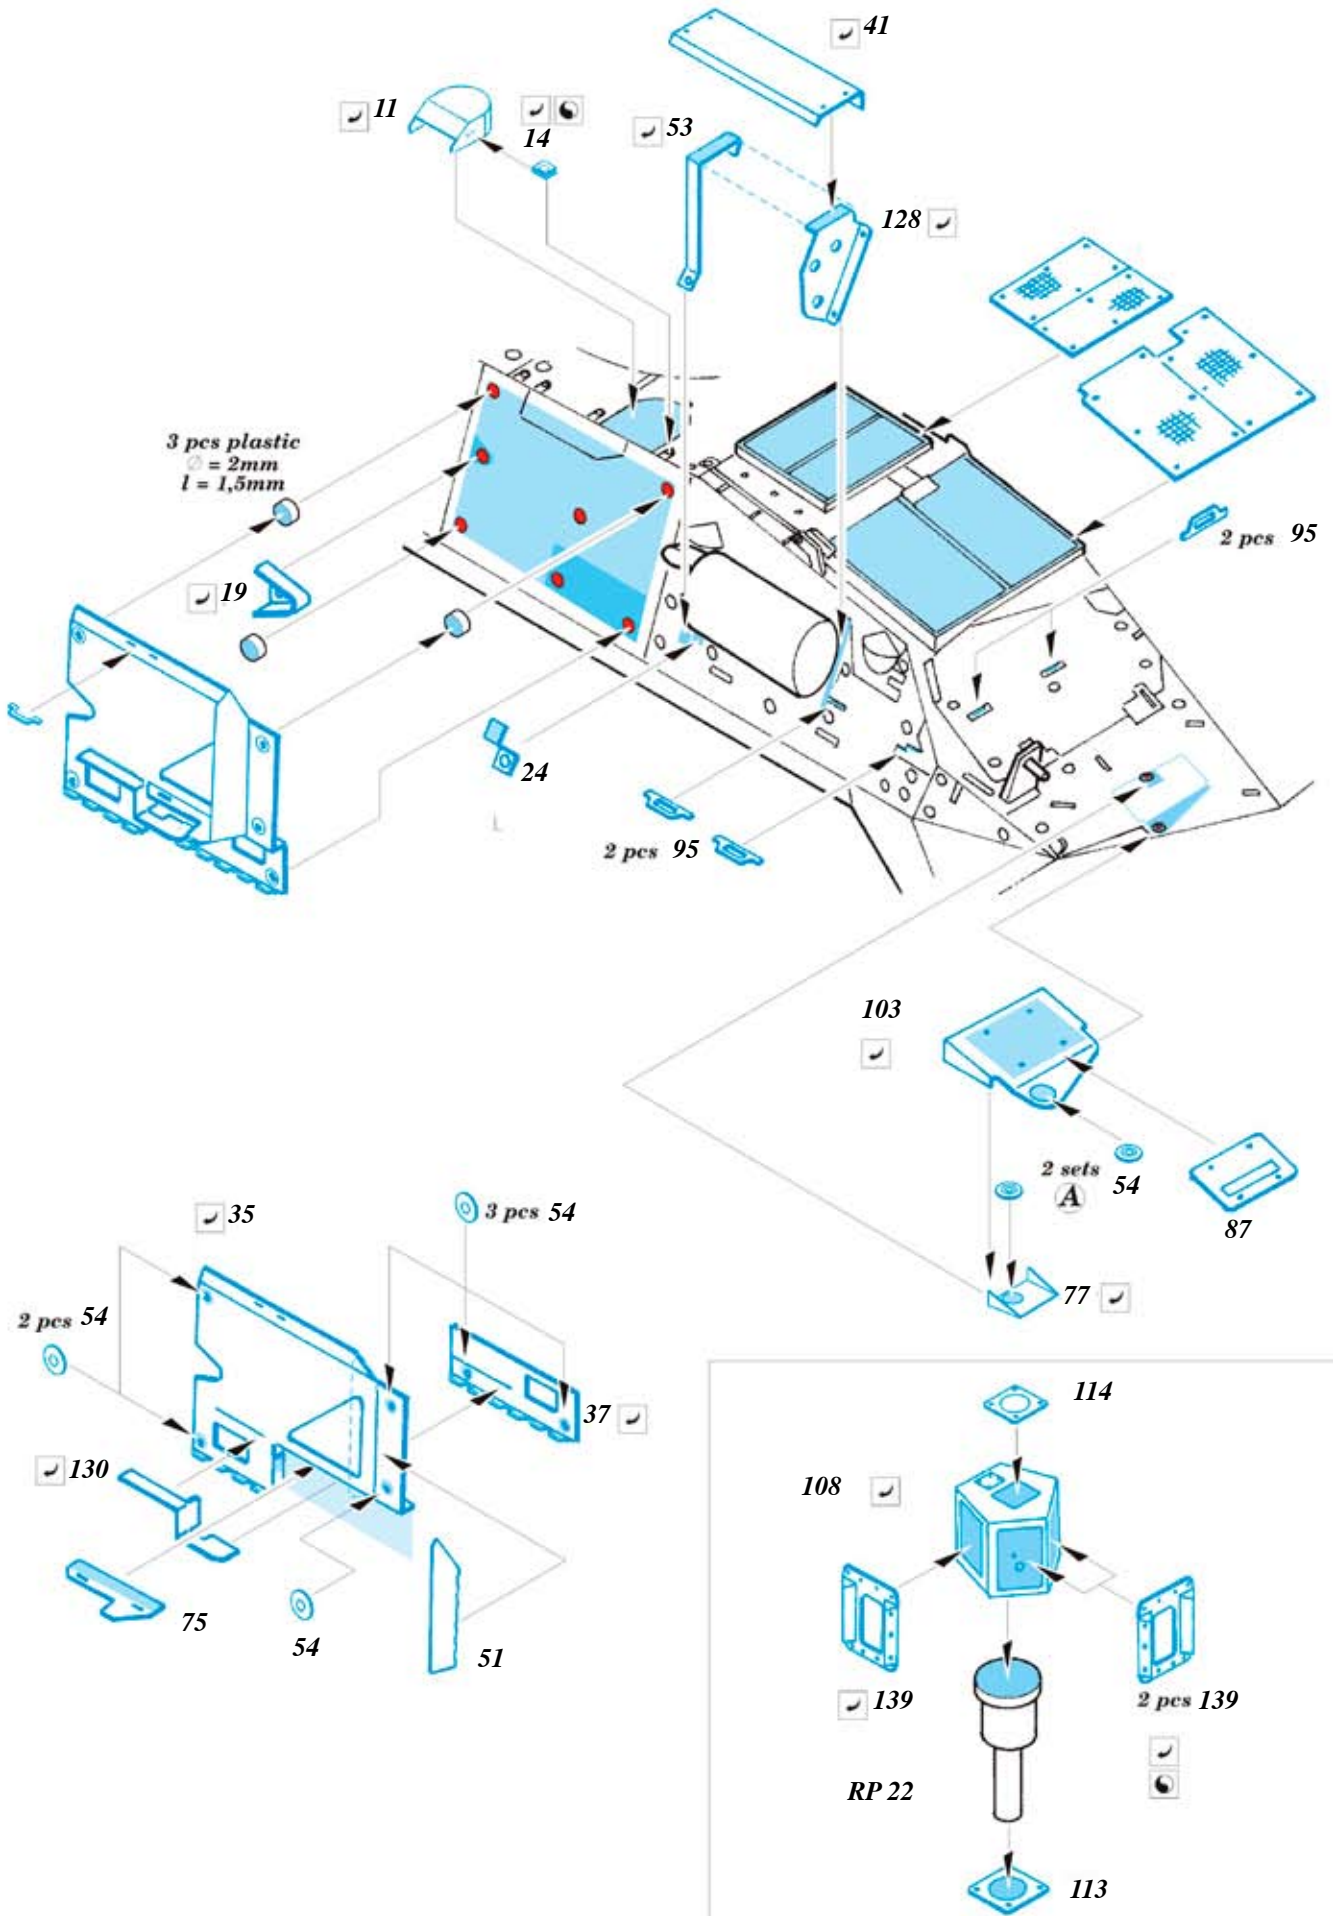 41
11
14
53
128
3 pcs plastic
∅ = 2mm
l = 1,5mm
2 pcs 95
19
24
2 pcs 95
103
2 sets
A
54
87
77
35
3 pcs 54
2 pcs 54
37
130
75
54
51
114
108
139
2 pcs 139
RP 22
113